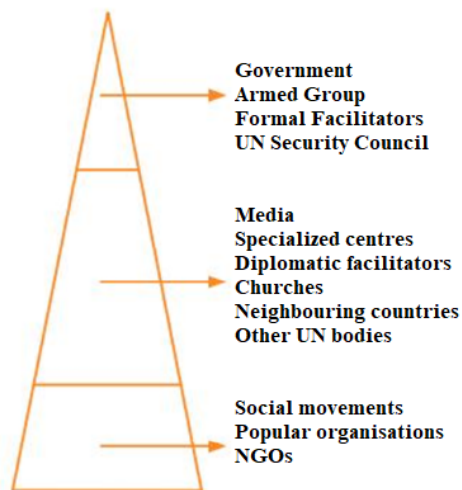 Government
Armed Group
Formal Facilitators
UN Security Council
Media
Specialized centres
Diplomatic facilitators
Churches
Neighbouring countries
Other UN bodies
Social movements
Popular organisations
NGOs